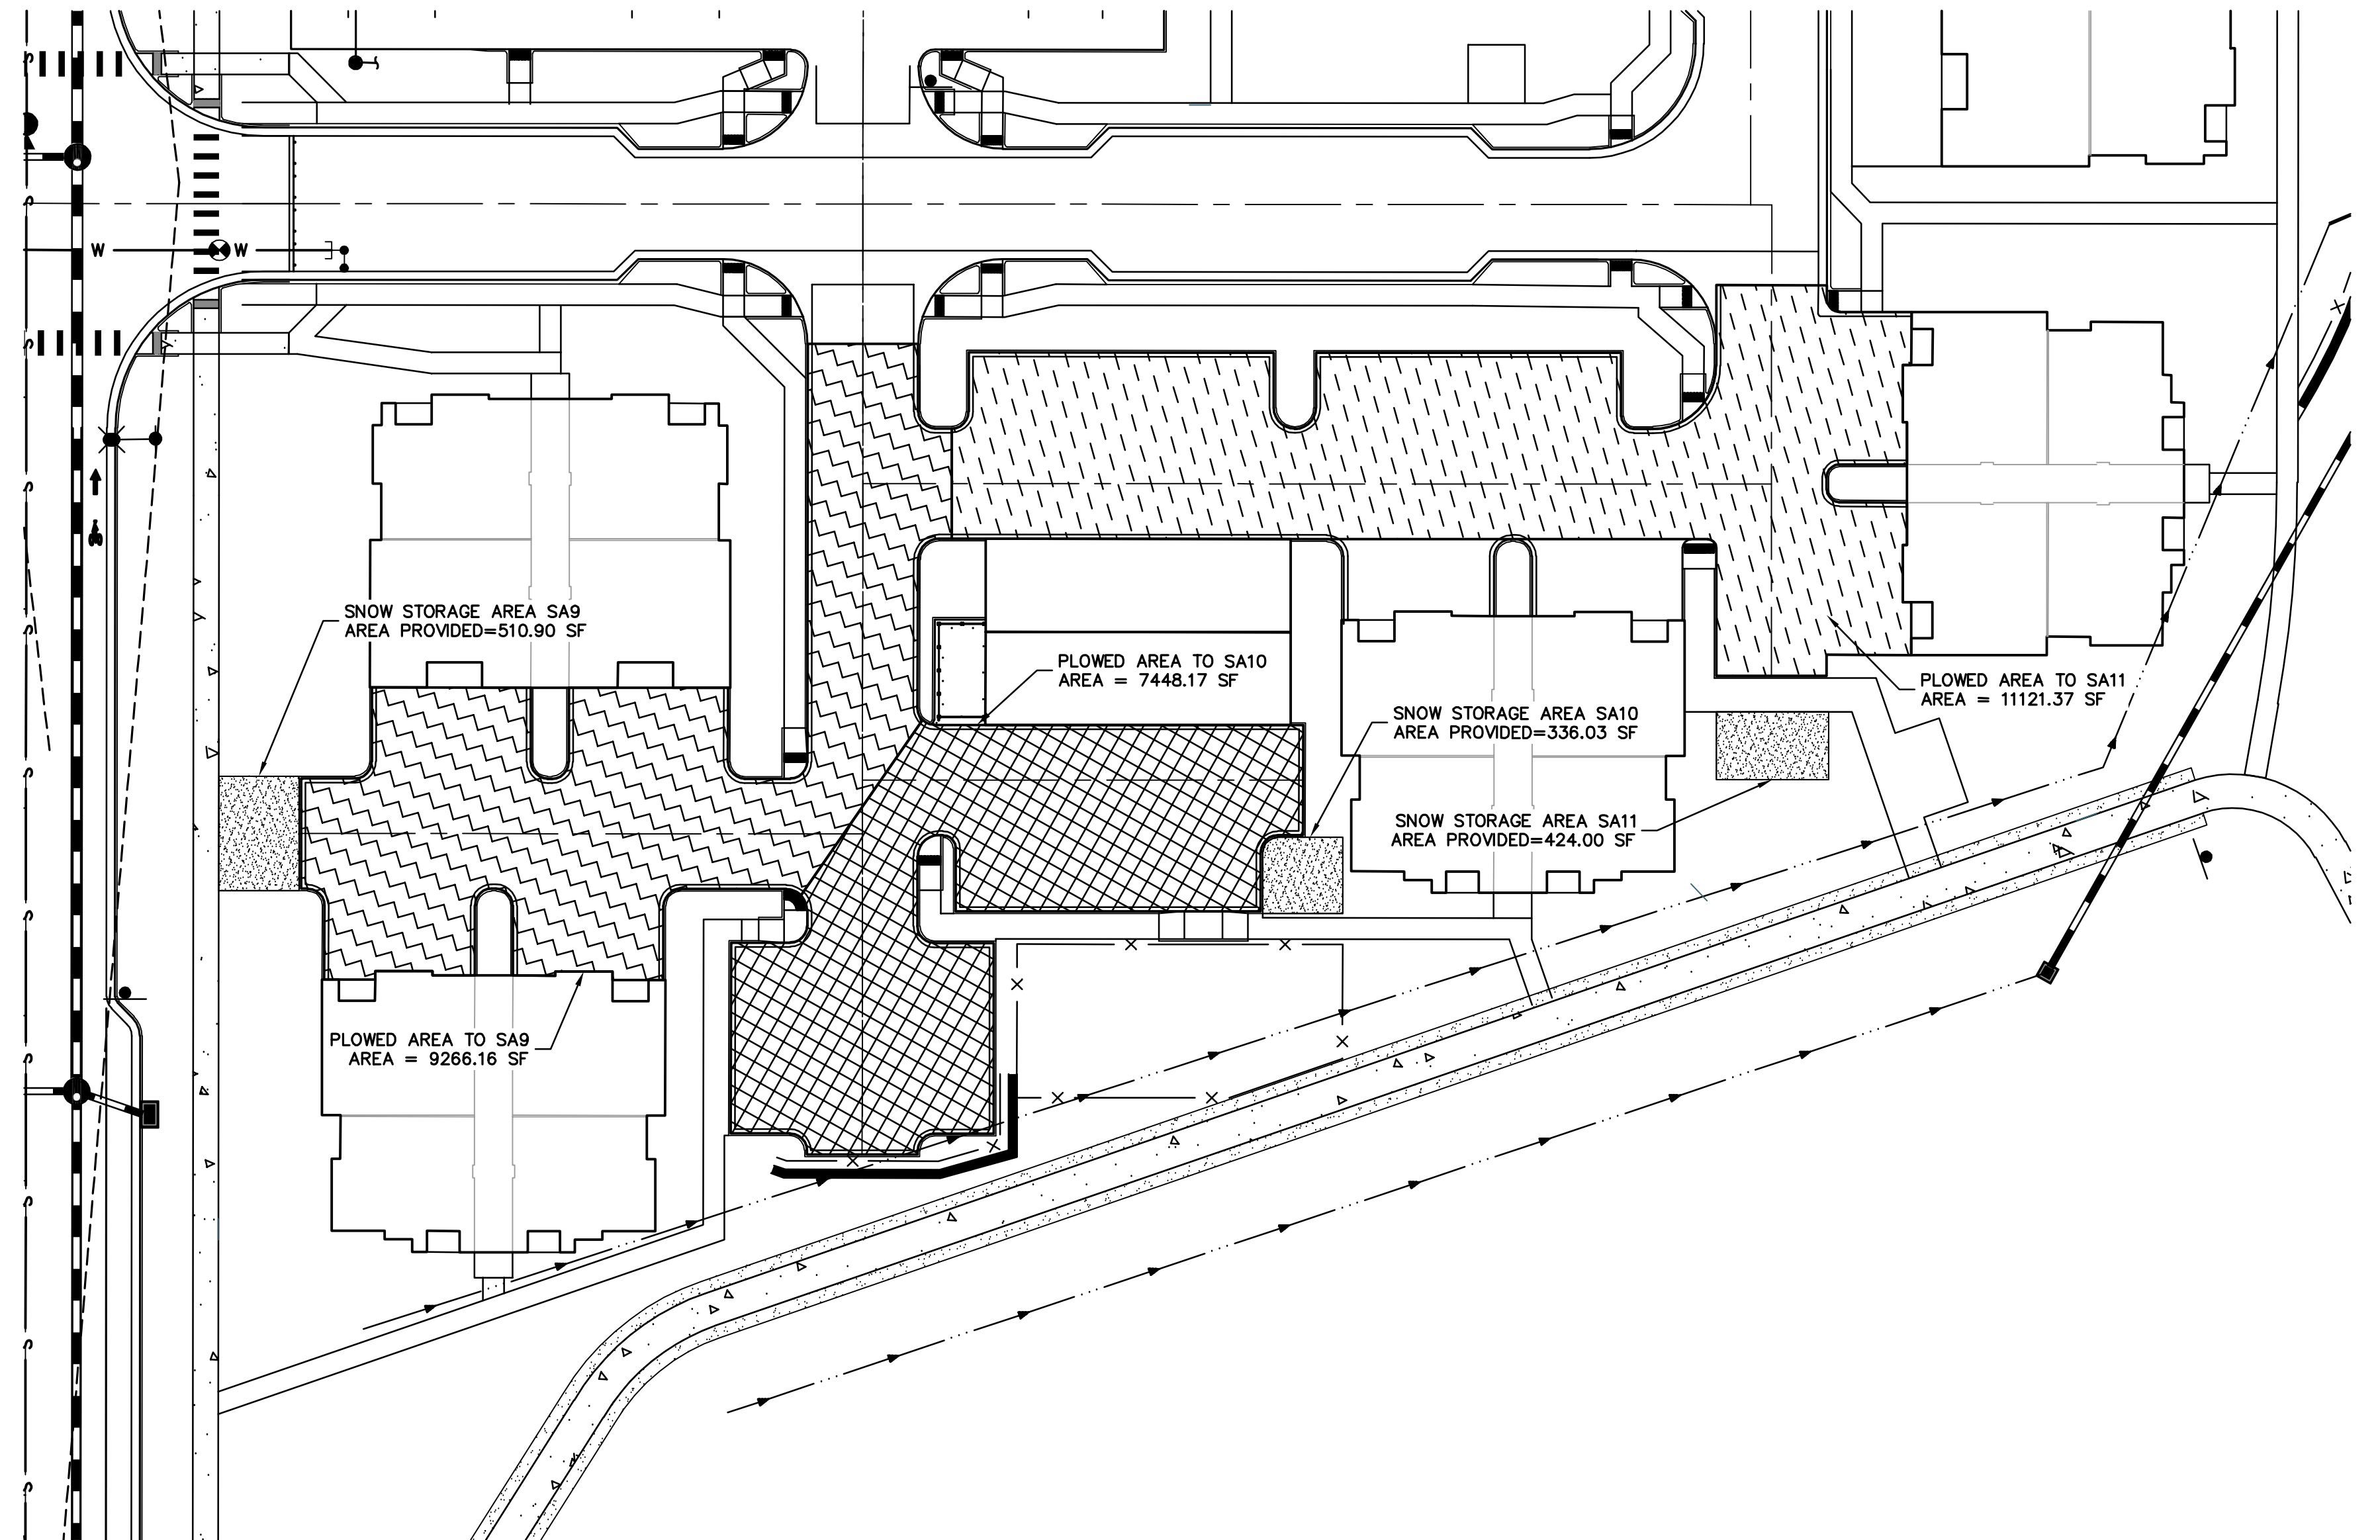 W
W
SNOW STORAGE AREA SA9
AREA PROVIDED=510.90 SF
PLOWED AREA TO SA10
AREA = 7448.17 SF
PLOWED AREA TO SA11
AREA = 11121.37 SF
SNOW STORAGE AREA SA10
AREA PROVIDED=336.03 SF
SNOW STORAGE AREA SA11
AREA PROVIDED=424.00 SF
PLOWED AREA TO SA9
AREA = 9266.16 SF
S
S
S
S
S
S
S
S
S
S